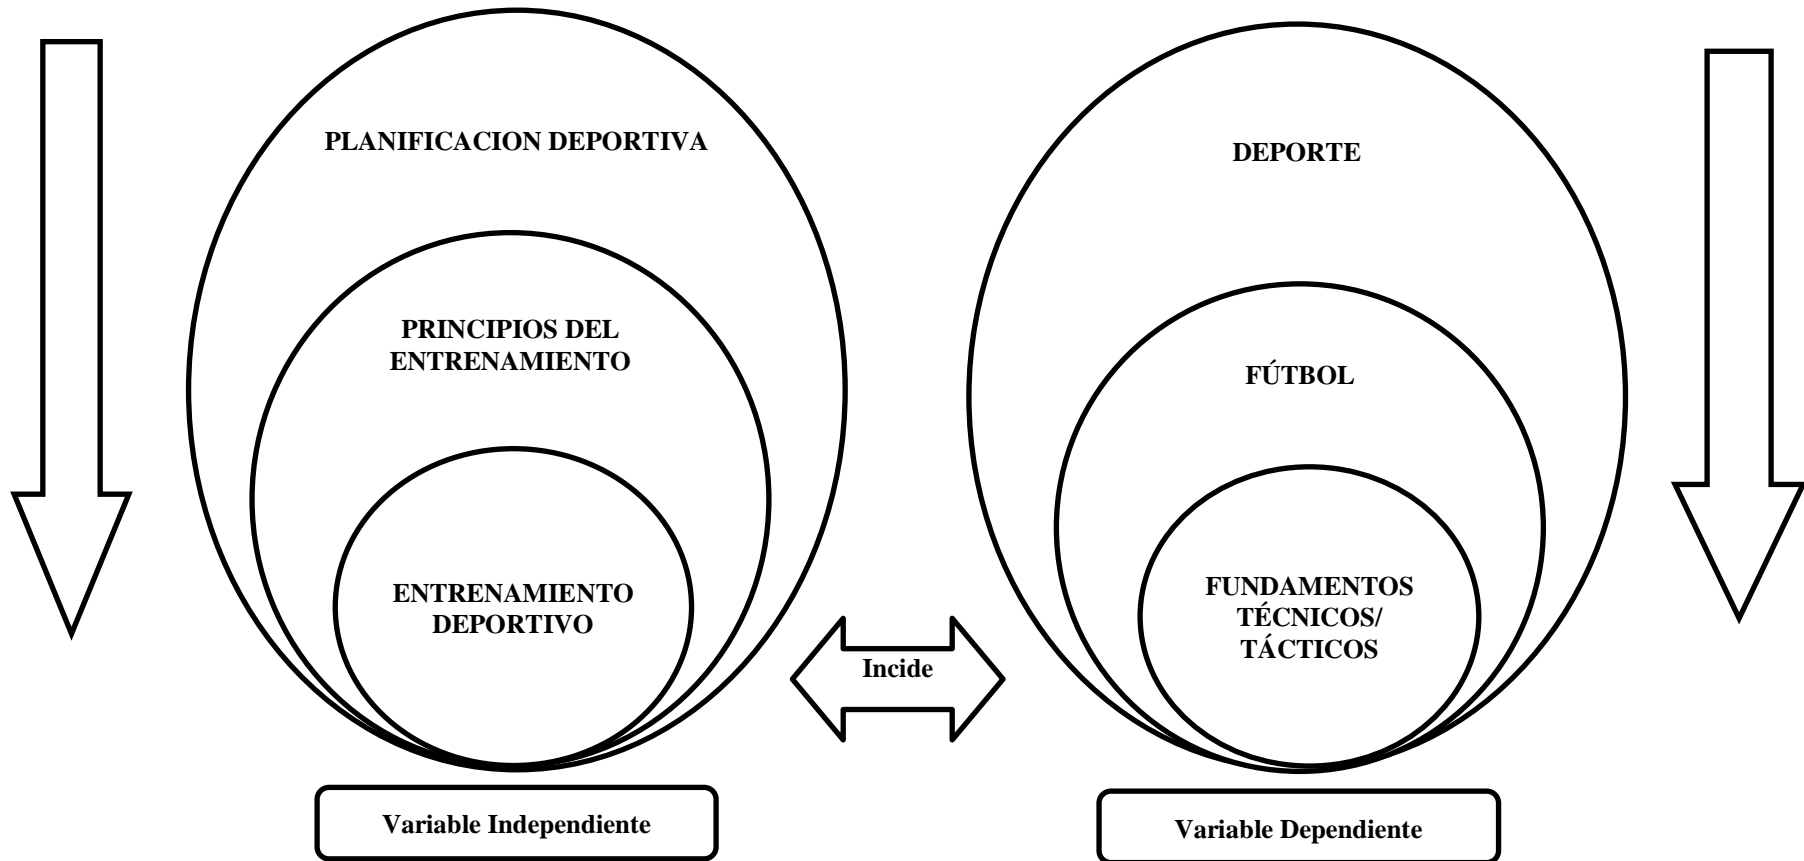 PLANIFICACION DEPORTIVA
PRINCIPIOS DEL
ENTRENAMIENTO
ENTRENAMIENTO
DEPORTIVO
Variable Independiente
Incide
DEPORTE
FÚTBOL
FUNDAMENTOS
TÉCNICOS/
TÁCTICOS
Variable Dependiente